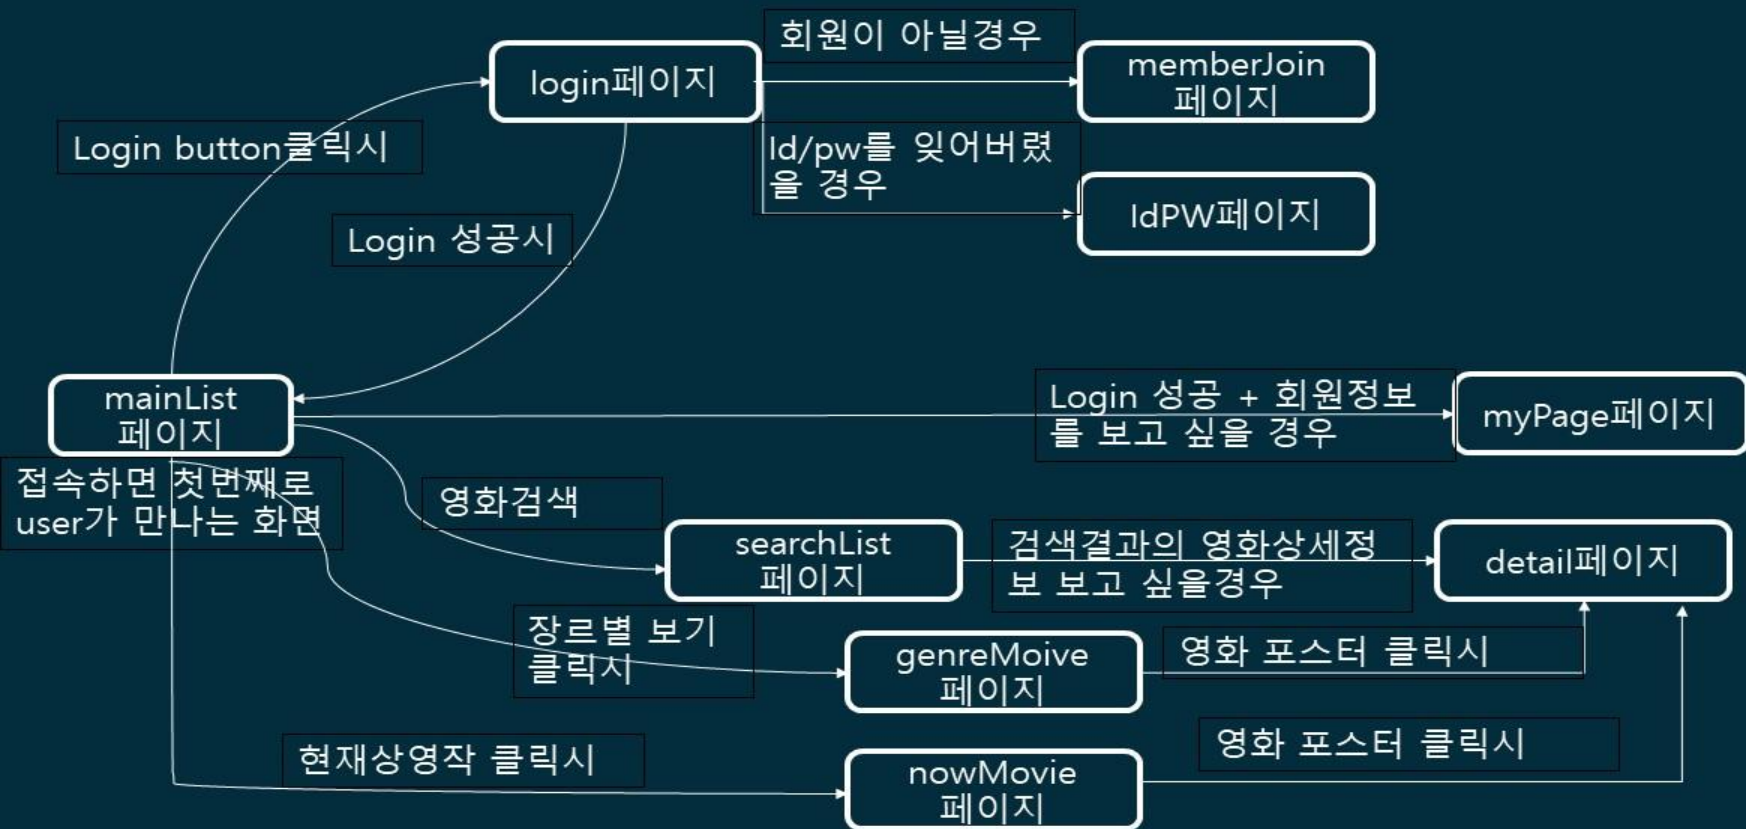 회원이 아닐경우
login페이지
memberJoin
페이지
Login button클릭시
Id/pw를 잊어버렸
을 경우
IdPW페이지
Login 성공시
mainList
페이지
Login 성공 + 회원정보
를 보고 싶을 경우
myPage페이지
접속하면 첫번째로
user가 만나는 화면
영화검색
searchList
페이지
검색결과의 영화상세정
보 보고 싶을경우
detail페이지
장르별 보기
클릭시
genreMoive
페이지
영화 포스터 클릭시
현재상영작 클릭시
nowMovie
페이지
영화 포스터 클릭시